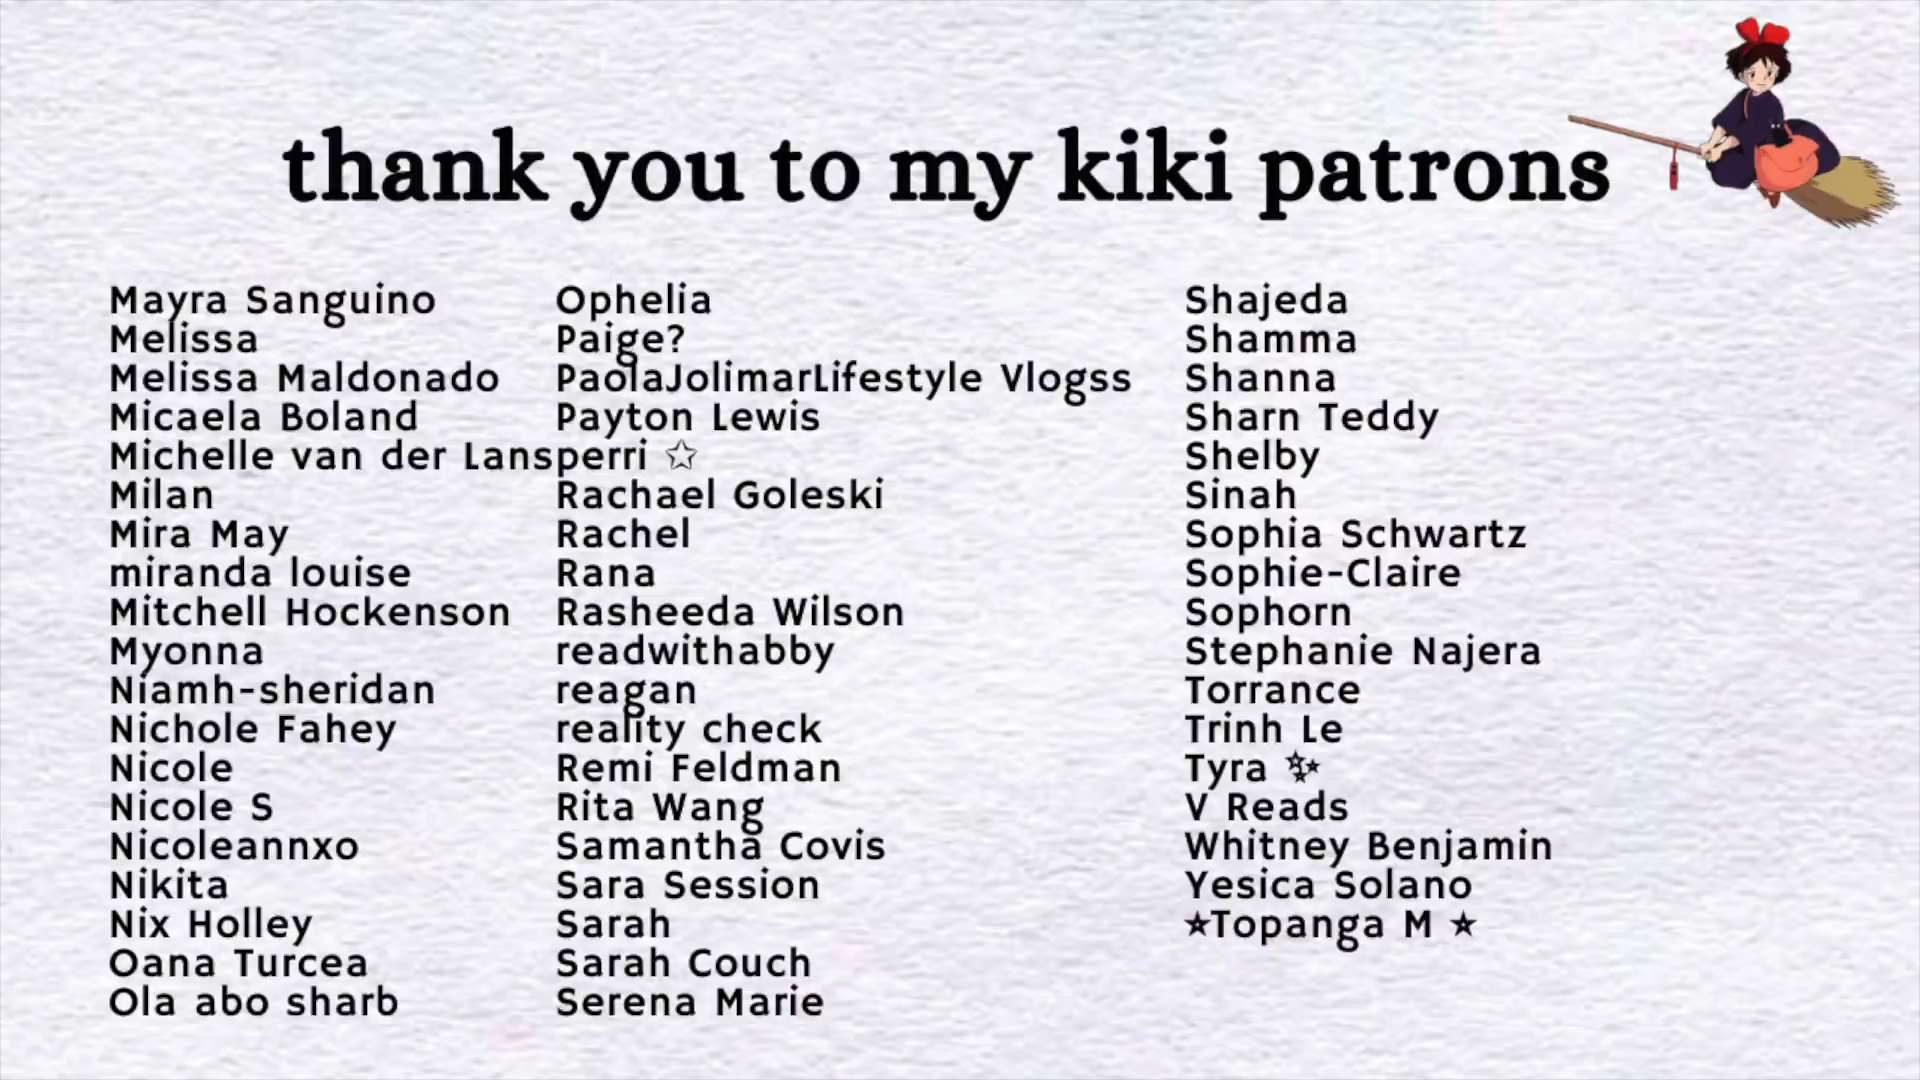 thank you to my kiki patrons
Mayra Sanguino
Melissa
Melissa Maldonado
Micaela Boland
Michelle van der Lans
Milan
Mira May
miranda louise
Mitchell Hockenson
Myonna
Niamh-sheridan
Nichole Fahey
Nicole
Nicole S
Nicoleannxo
Nikita
Nix Holley
Oana Turcea
Ola abo sharb
Ophelia
Paige?
PaolaJolimarLifestyle Vlogss
Payton Lewis
perri ☆
Rachael Goleski
Rachel
Rana
Rasheeda Wilson
readwithabby
reagan
reality check
Remi Feldman
Rita Wang
Samantha Covis
Sara Session
Sarah
Sarah Couch
Serena Marie
Shajeda
Shamma
Shanna
Sharn Teddy
Shelby
Sinah
Sophia Schwartz
Sophie-Claire
Sophorn
Stephanie Najera
Torrance
Trinh Le
Tyra ✨
V Reads
Whitney Benjamin
Yesica Solano
★Topanga M ★